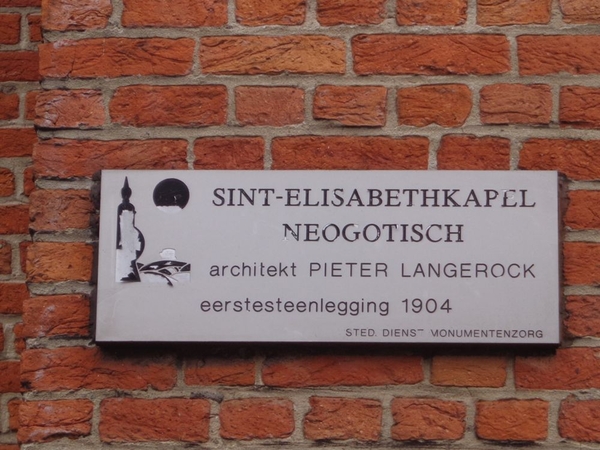 SINT-ELISABETHKAPEL
NEOGOTISCH
architekt PIETER LANGEROCK
eerstesteenlegging 1904
STED. DIENST MONUMENTENZORG